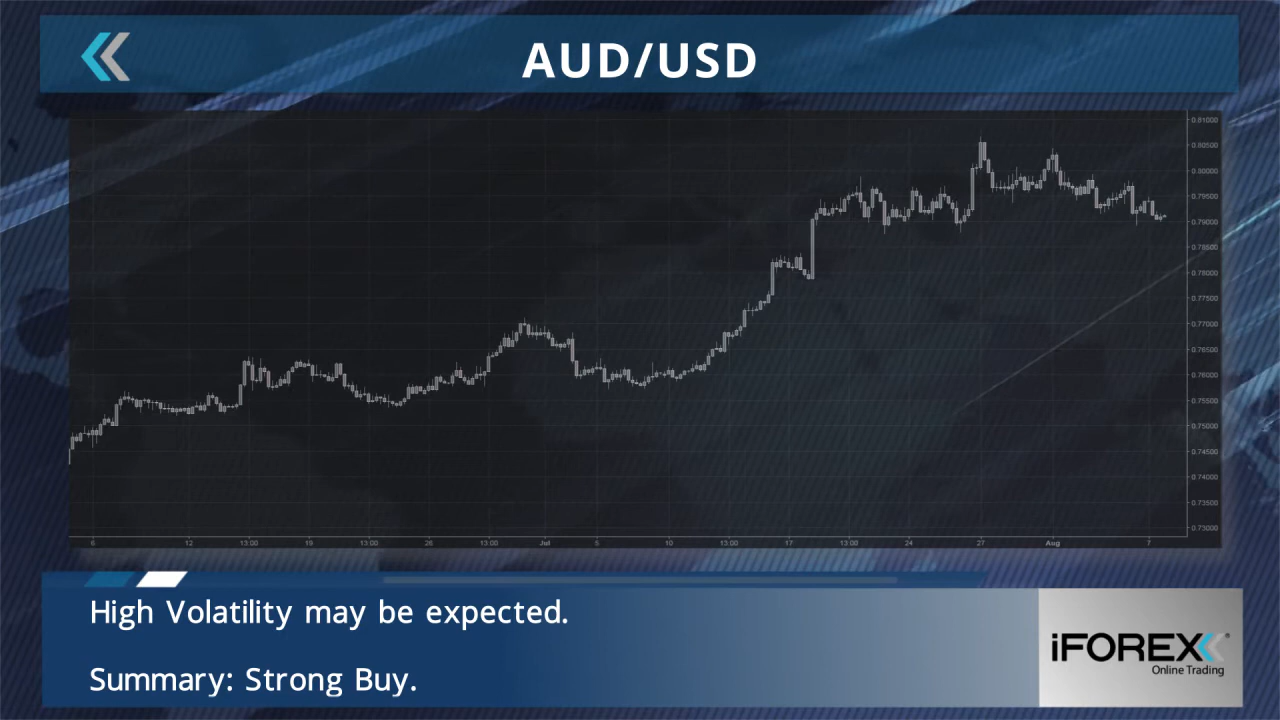 AUD/USD
0.81000
0.80500
0.80000
0.79500
0.79000
0.78500
0.78000
0.77500
0.77000
0.76500
0.76000
0.75500
0.75000
0.74500
0.74000
0.73500
0.73000
6 12 13:00 19 13:00 26 13:00 Jul 5 10 13:00 17 13:00 24 27 Aug 7
High Volatility may be expected.
Summary: Strong Buy.
iFOREX
Online Trading